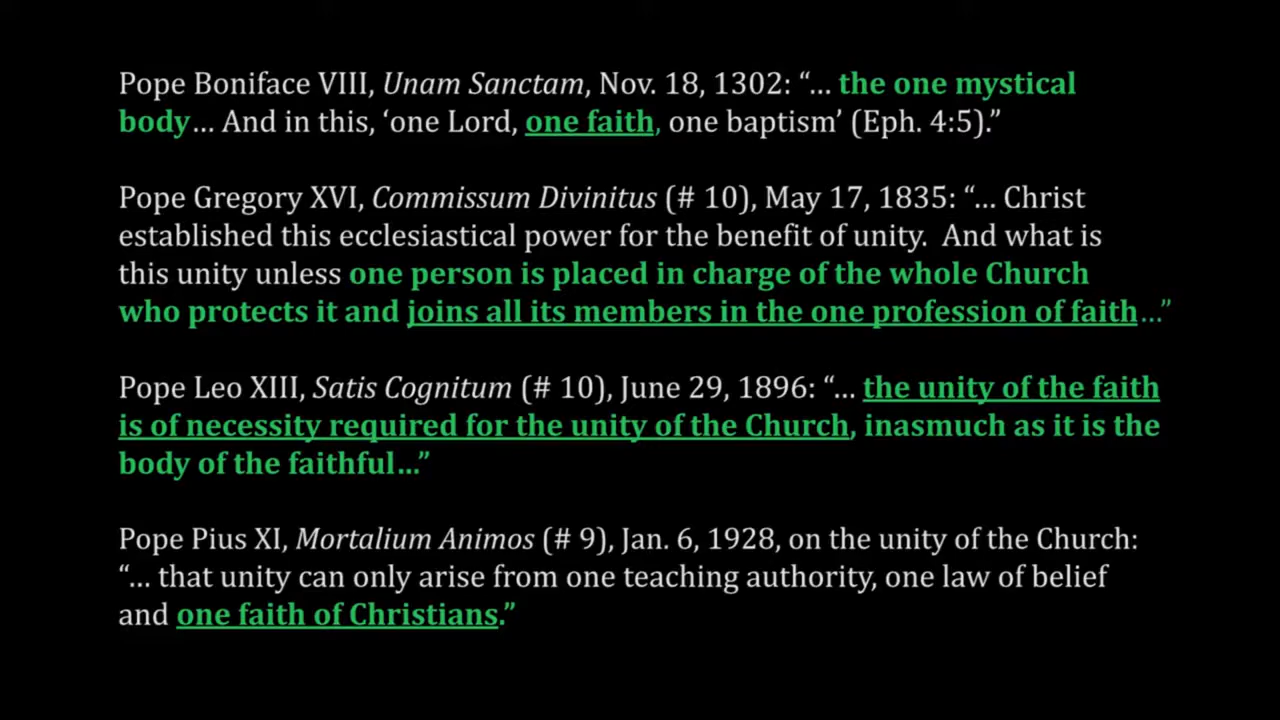 Pope Boniface VIII, Unam Sanctam, Nov. 18, 1302: “... the one mystical
body... And in this, ‘one Lord, one faith, one baptism’ (Eph. 4:5).”
Pope Gregory XVI, Commissum Divinitus (# 10), May 17, 1835: “... Christ
established this ecclesiastical power for the benefit of unity.  And what is
this unity unless one person is placed in charge of the whole Church
who protects it and joins all its members in the one profession of faith...”
Pope Leo XIII, Satis Cognitum (# 10), June 29, 1896: “... the unity of the faith
is of necessity required for the unity of the Church, inasmuch as it is the
body of the faithful...”
Pope Pius XI, Mortalium Animos (# 9), Jan. 6, 1928, on the unity of the Church:
“... that unity can only arise from one teaching authority, one law of belief
and one faith of Christians.”